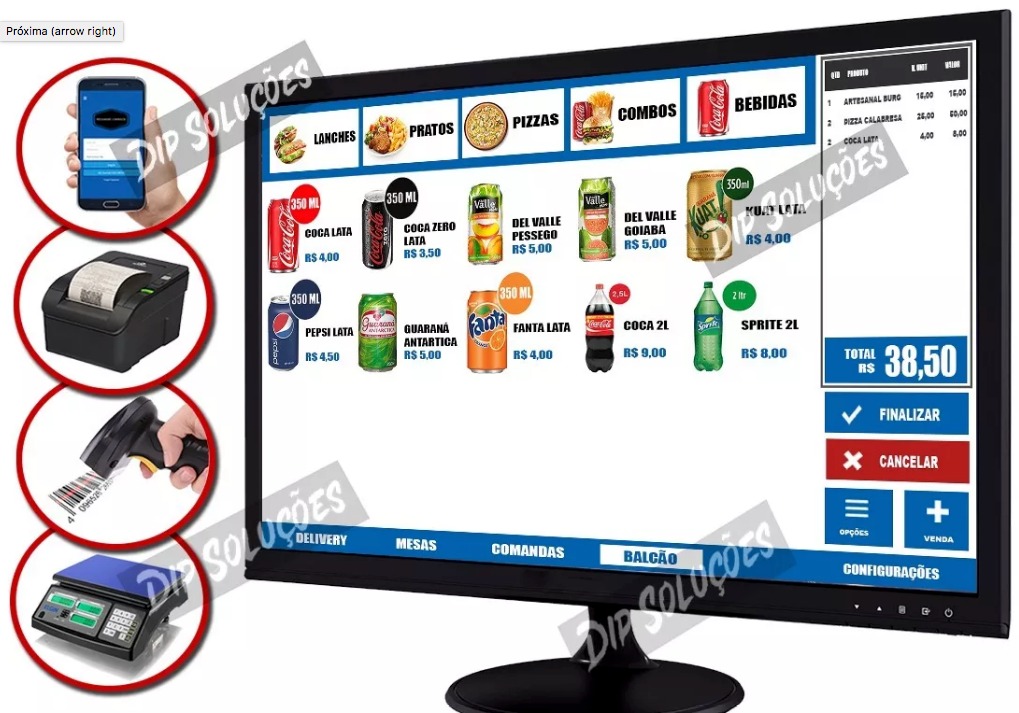 Próxima (arrow right)
DIP SOLUÇÕES
LANCHES
PRATOS
PIZZAS
COMBOS
BEBIDAS
QTD PRODUTO V. UNIT VALOR
1 ARTESANAL BURG 15,00 15,00
2 PIZZA CALABRESA 25,00 50,00
2 COCA LATA 4,00 8,00
DIP SOLUÇÕES
350 ML
COCA LATA
R$ 4,00
350 ML
COCA ZERO
LATA
R$ 3,50
DEL VALLE
PESSEGO
R$ 5,00
DEL VALLE
GOIABA
R$ 5,00
350ml
KUAT LATA
R$ 4,00
350 ML
PEPSI LATA
R$ 4,50
GUARANÁ
ANTARTICA
R$ 5,00
350 ML
FANTA LATA
R$ 4,00
2,5L
COCA 2L
R$ 9,00
2 ltr
SPRITE 2L
R$ 8,00
TOTAL
R$ 38,50
FINALIZAR
CANCELAR
OPÇÕES
VENDA
DELIVERY
MESAS
COMANDAS
BALCÃO
CONFIGURAÇÕES
DIP SOLUÇÕES
DIP SOLUÇÕES